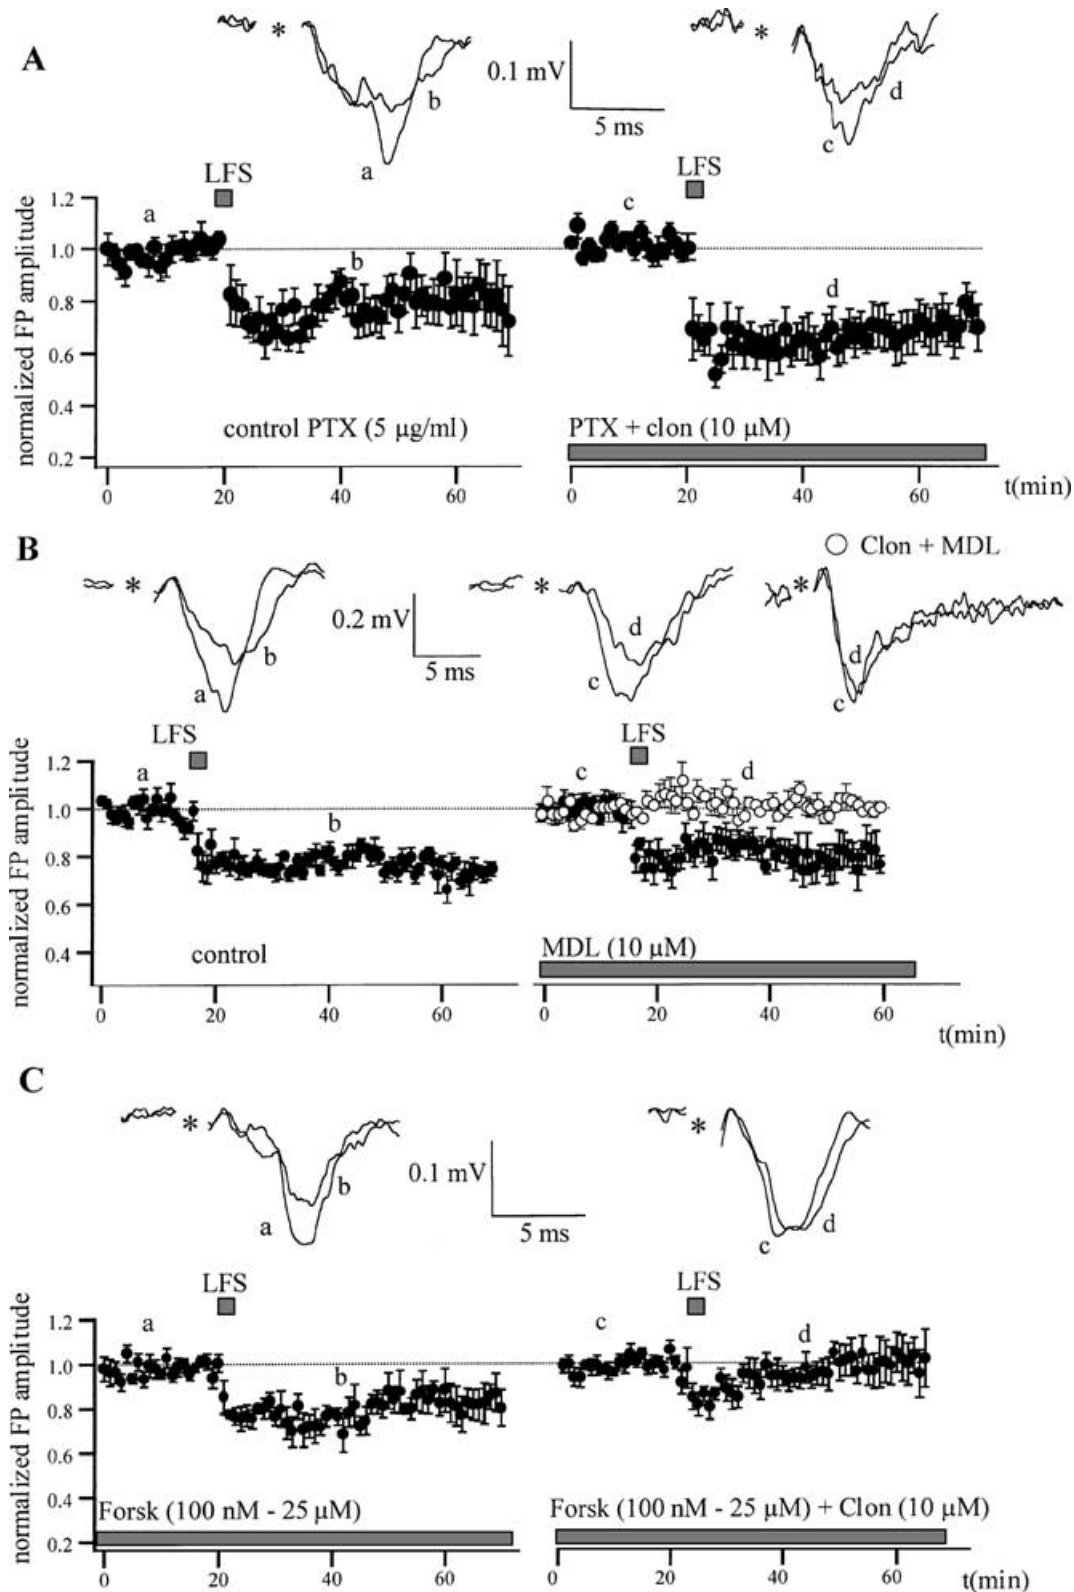 A
*
*
0.1 mV
5 ms
b
a
d
c
LFS
LFS
normalized FP amplitude
1.2
1.0
0.8
0.6
0.4
0.2
a
b
c
d
control PTX (5 µg/ml)
PTX + clon (10 µM)
0 20 40 60
0 20 40 60
t(min)
B
○ Clon + MDL
*
*
*
0.2 mV
5 ms
a
b
c
d
c
d
LFS
LFS
normalized FP amplitude
1.2
1.0
0.8
0.6
0.4
a
b
c
d
control
MDL (10 µM)
0 20 40 60
0 20 40 60
t(min)
C
*
*
0.1 mV
5 ms
a
b
c
d
LFS
LFS
normalized FP amplitude
1.2
1.0
0.8
0.6
0.4
0.2
a
b
c
d
Forsk (100 nM - 25 µM)
Forsk (100 nM - 25 µM) + Clon (10 µM)
0 20 40 60
0 20 40 60
t(min)